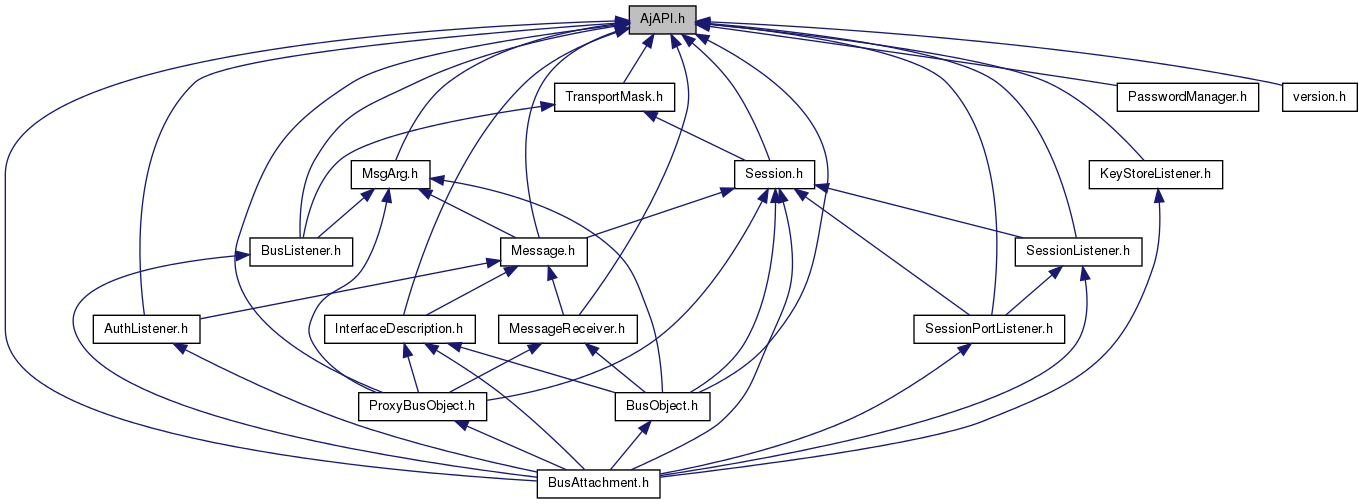 AjAPI.h
TransportMask.h
PasswordManager.h
version.h
MsgArg.h
Session.h
KeyStoreListener.h
BusListener.h
Message.h
SessionListener.h
AuthListener.h
InterfaceDescription.h
MessageReceiver.h
SessionPortListener.h
ProxyBusObject.h
BusObject.h
BusAttachment.h